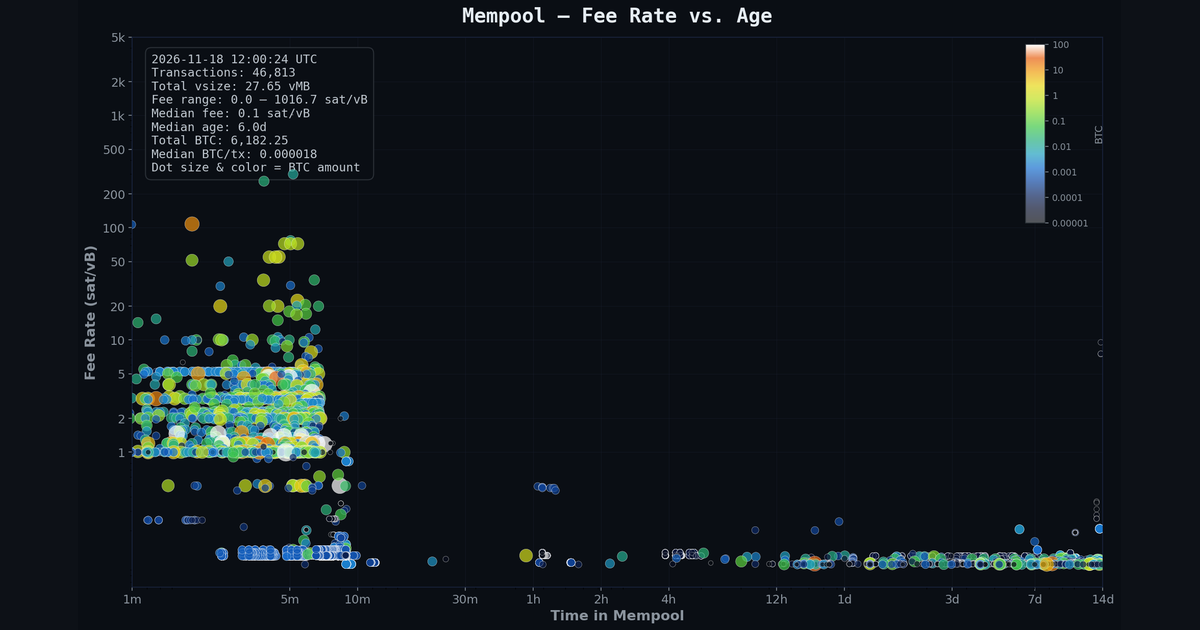 Mempool — Fee Rate vs. Age
2026-11-18 12:00:24 UTC
Transactions: 46,813
Total vsize: 27.65 vMB
Fee range: 0.0 – 1016.7 sat/vB
Median fee: 0.1 sat/vB
Median age: 6.0d
Total BTC: 6,182.25
Median BTC/tx: 0.000018
Dot size & color = BTC amount
100
10
1
0.1
0.01
0.001
0.0001
0.00001
BTC
5k
2k
1k
500
200
100
50
20
10
5
2
1
Fee Rate (sat/vB)
1m
5m
10m
30m
1h
2h
4h
12h
1d
3d
7d
14d
Time in Mempool